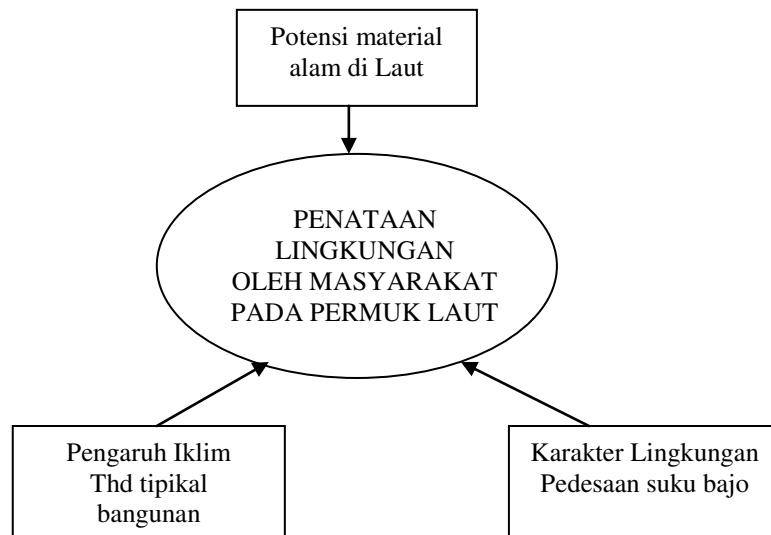 Potensi material
alam di Laut
PENATAAN
LINGKUNGAN
OLEH MASYARAKAT
PADA PERMUK LAUT
Pengaruh Iklim
Thd tipikal
bangunan
Karakter Lingkungan
Pedesaan suku bajo